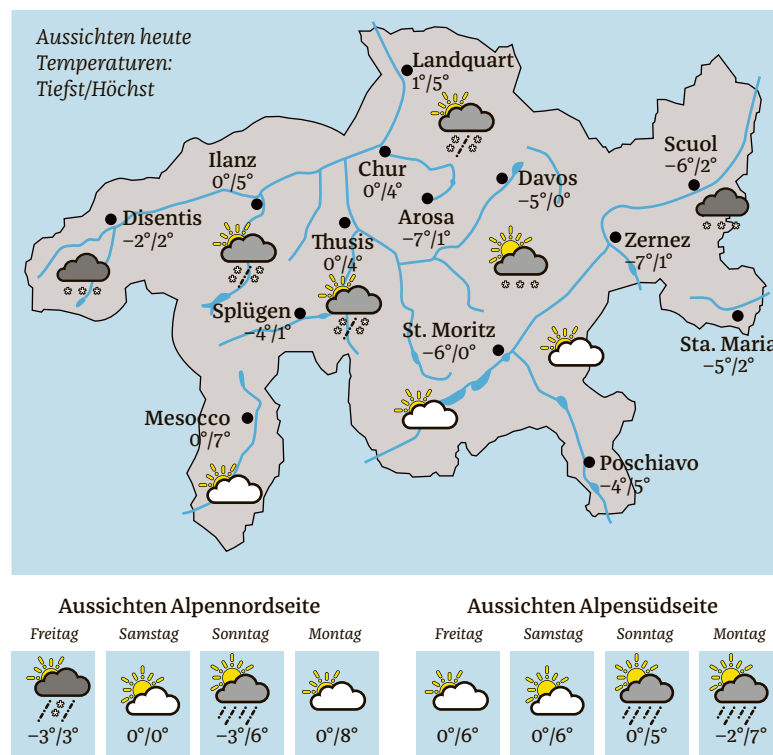 Aussichten heute
Temperaturen:
Tiefst/Höchst
Landquart
1°/5°
Scuol
−6°/2°
Ilanz
0°/5°
Chur
0°/4°
Davos
−5°/0°
Arosa
−7°/1°
Disentis
−2°/2°
Thusis
0°/4°
Zernez
−7°/1°
Splügen
−4°/1°
St. Moritz
−6°/0°
Sta. Maria
−5°/2°
Mesocco
0°/7°
Poschiavo
−4°/5°
Aussichten Alpennordseite
Freitag Samstag Sonntag Montag
−3°/3° 0°/0° −3°/6° 0°/8°
Aussichten Alpensüdseite
Freitag Samstag Sonntag Montag
0°/6° 0°/6° 0°/5° −2°/7°